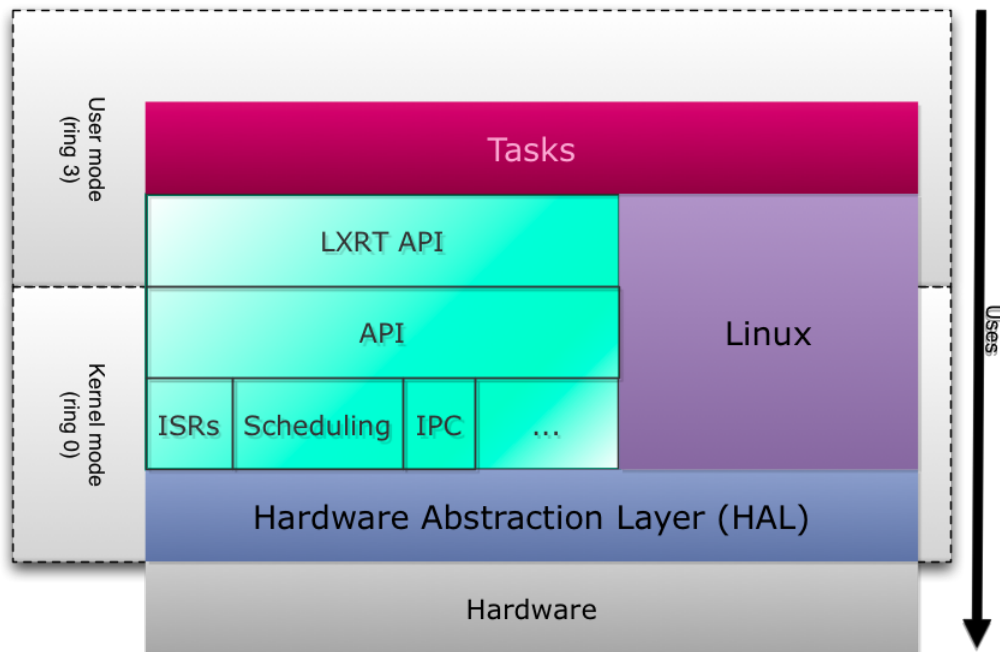 User mode
(ring 3)
Tasks
LXRT API
API
Linux
Uses
Kernel mode
(ring 0)
ISRs
Scheduling
IPC
...
Hardware Abstraction Layer (HAL)
Hardware